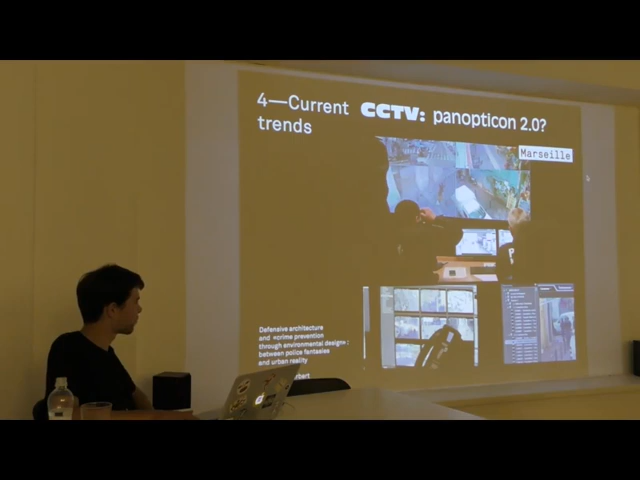 4—Current CCTV: panopticon 2.0?
trends
Marseille
Defensive architecture
and «crime prevention
through environmental design» :
between police fantasies
and urban reality